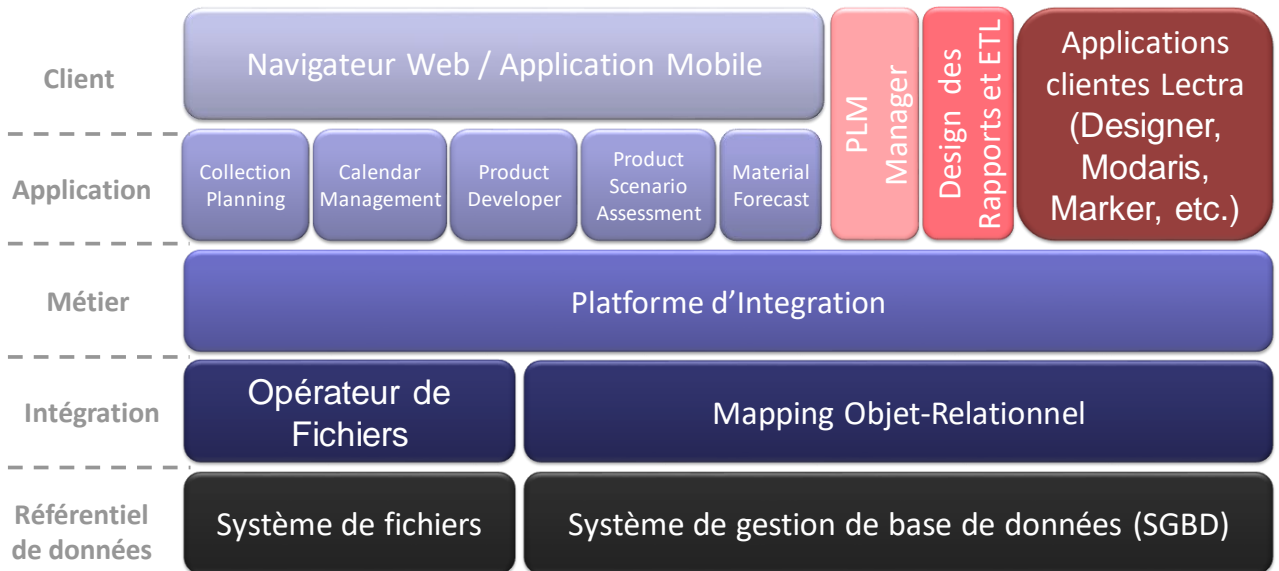 Client
Navigateur Web / Application Mobile
PLM
Manager
Design des
Rapports et ETL
Applications
clientes Lectra
(Designer,
Modaris,
Marker, etc.)
Application
Collection
Planning
Calendar
Management
Product
Developer
Product
Scenario
Assessment
Material
Forecast
Métier
Platforme d’Integration
Intégration
Opérateur de
Fichiers
Mapping Objet-Relationnel
Référentiel
de données
Système de fichiers
Système de gestion de base de données (SGBD)